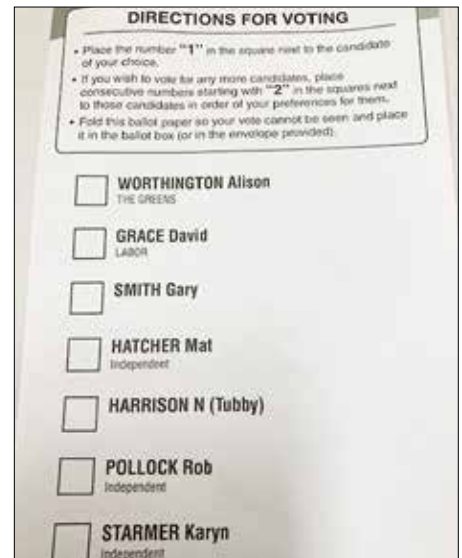 DIRECTIONS FOR VOTING
• Place the number "1" in the square next to the candidate
of your choice.
• If you wish to vote for any more candidates, place
consecutive numbers starting with "2" in the squares next
to those candidates in order of your preferences for them.
• Fold this ballot paper so your vote cannot be seen and place
it in the ballot box (or in the envelope provided).
WORTHINGTON Alison
THE GREENS
GRACE David
LABOR
SMITH Gary
HATCHER Mat
Independent
HARRISON N (Tubby)
POLLOCK Rob
Independent
STARMER Karyn
Independent